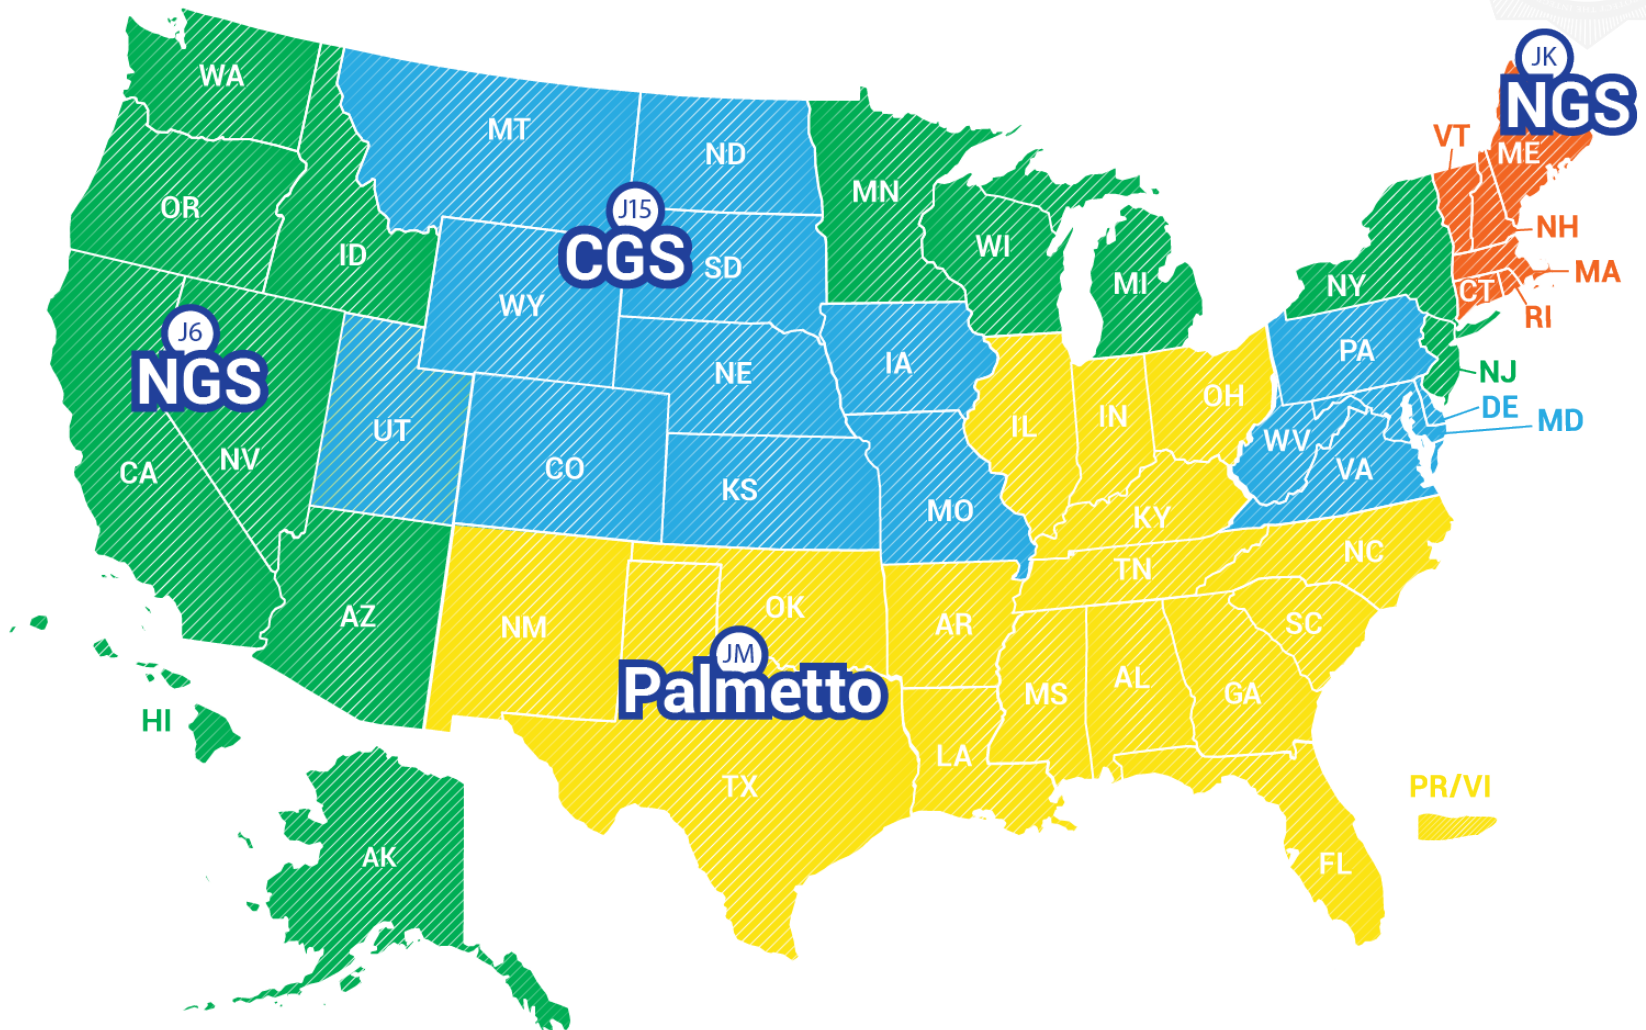 JK
NGS
WA
MT
ND
VT
ME
MN
OR
J15
CGS
SD
NH
WI
ID
MA
MI
NY
CT
RI
WY
J6
NGS
IA
PA
NE
NJ
OH
DE
IN
IL
MD
UT
WV
NV
CO
VA
CA
KS
MO
KY
NC
TN
OK
AZ
NM
AR
SC
JM
Palmetto
MS
AL
GA
HI
LA
TX
PR/VI
AK
FL